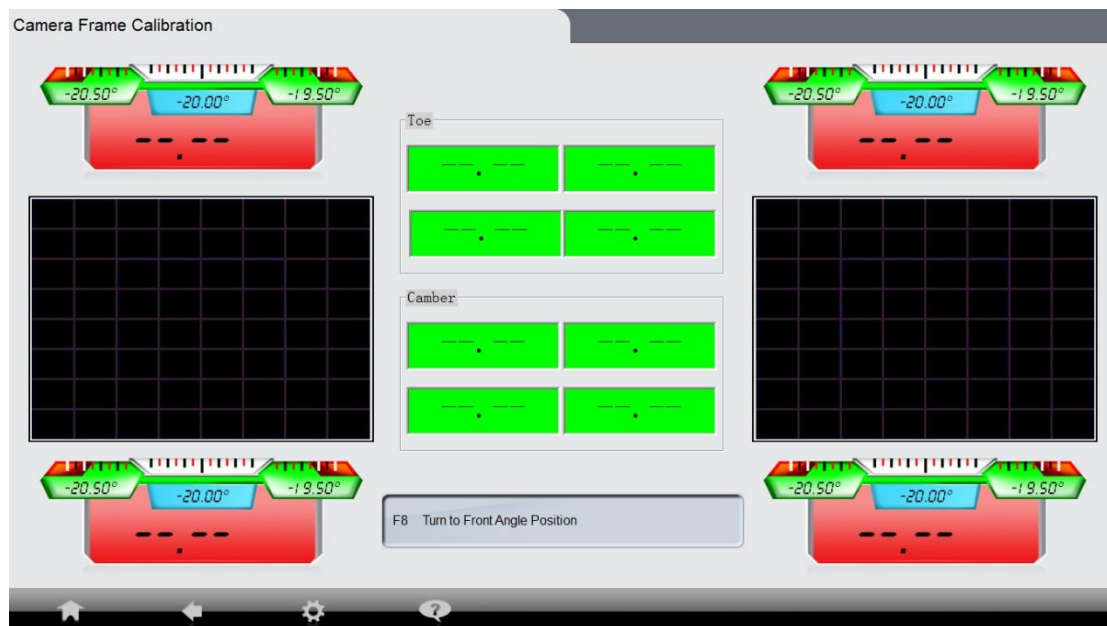 Camera Frame Calibration
-20.50° -20.00° -19.50°
--.--
-20.50° -20.00° -19.50°
--.--
Toe
--.-- --.--
--.-- --.--
Camber
--.-- --.--
--.-- --.--
-20.50° -20.00° -19.50°
--.--
-20.50° -20.00° -19.50°
--.--
F8 Turn to Front Angle Position
?